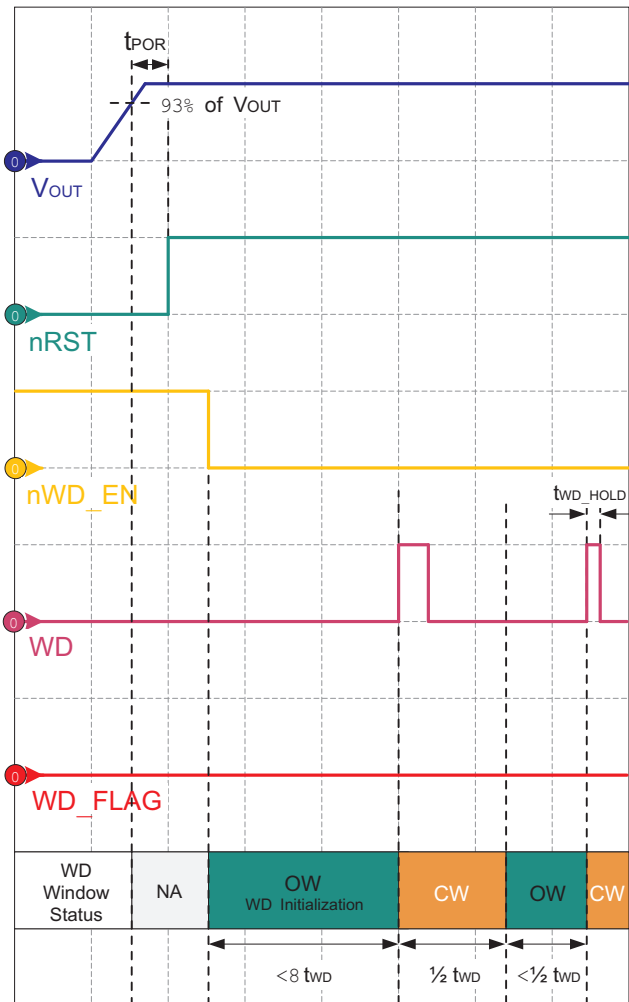 tPOR
93% of VOUT
0
VOUT
0
nRST
0
nWD_EN
tWD_HOLD
0
WD
0
WD_FLAG
WD
Window
Status
NA
OW
WD Initialization
CW
OW
CW
<8 tWD
½ tWD
<½ tWD